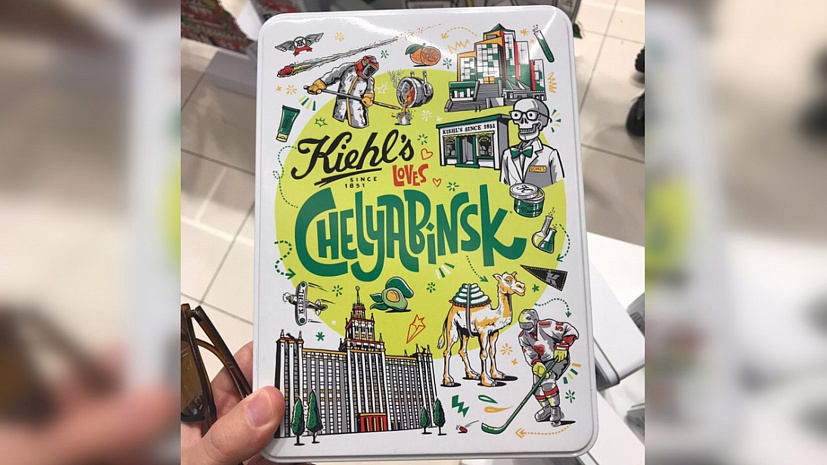 KIEHL'S SINCE 1851
Kiehl's
SINCE
1851
LOVES
CHELYABINSK
K